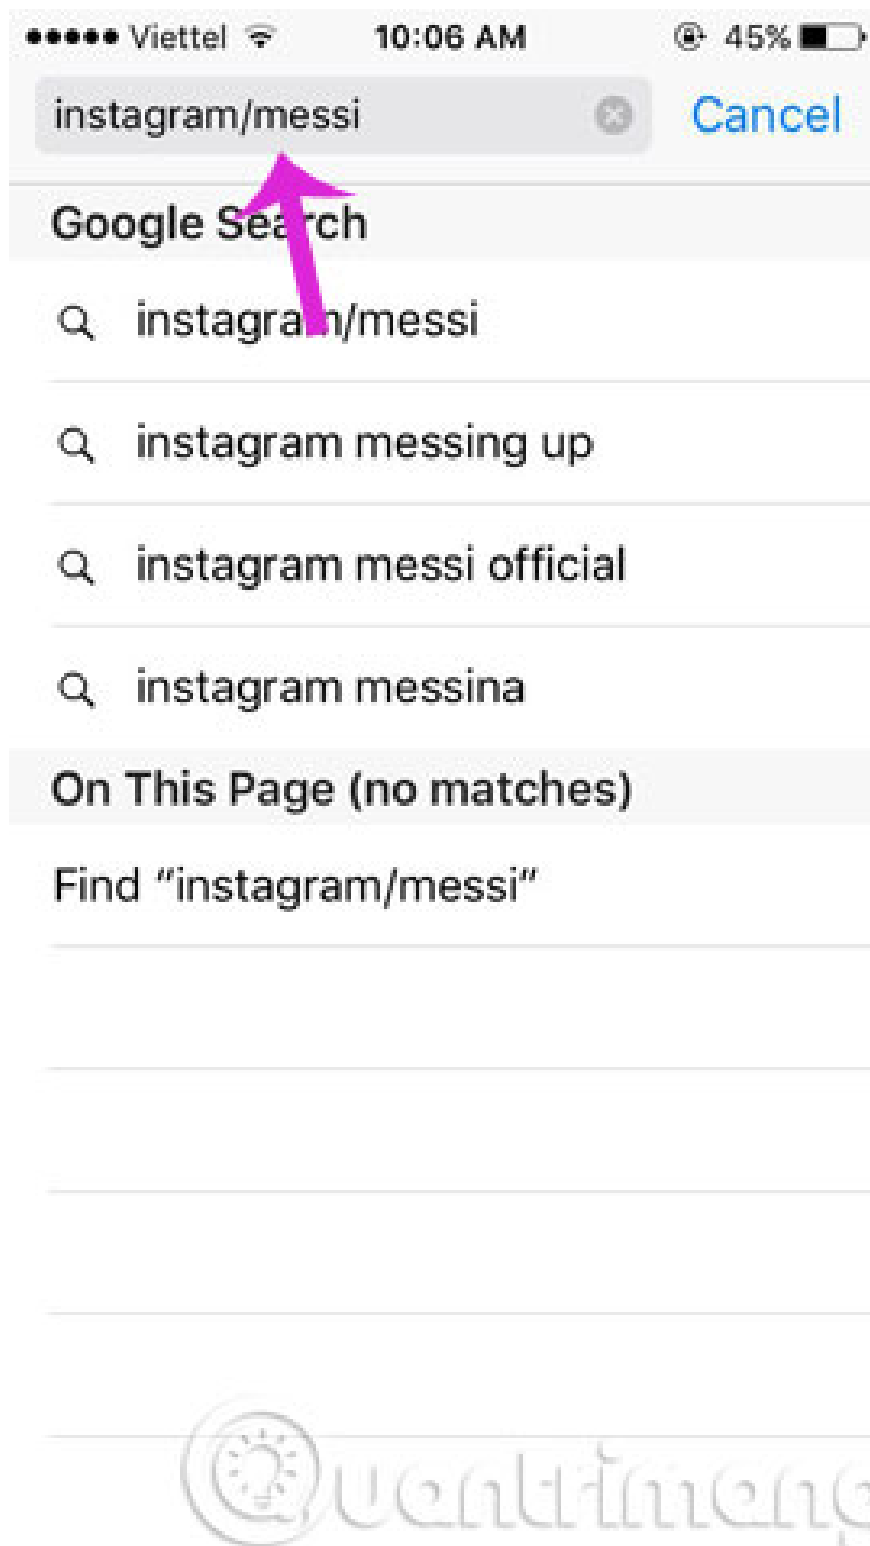 Viettel 10:06 AM 45%
instagram/messi Cancel
Google Search
instagram/messi
instagram messing up
instagram messi official
instagram messina
On This Page (no matches)
Find “instagram/messi”
Quantrimang